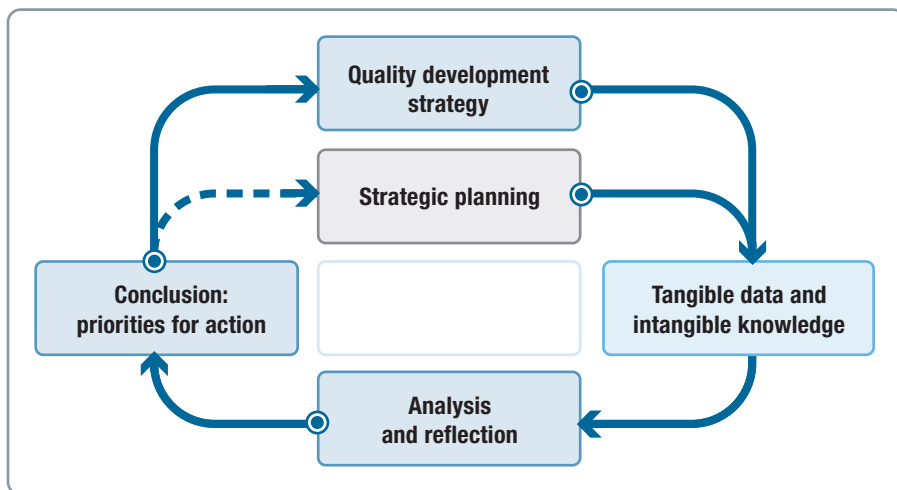 Quality development
strategy
Strategic planning
Conclusion:
priorities for action
Tangible data and
intangible knowledge
Analysis
and reflection